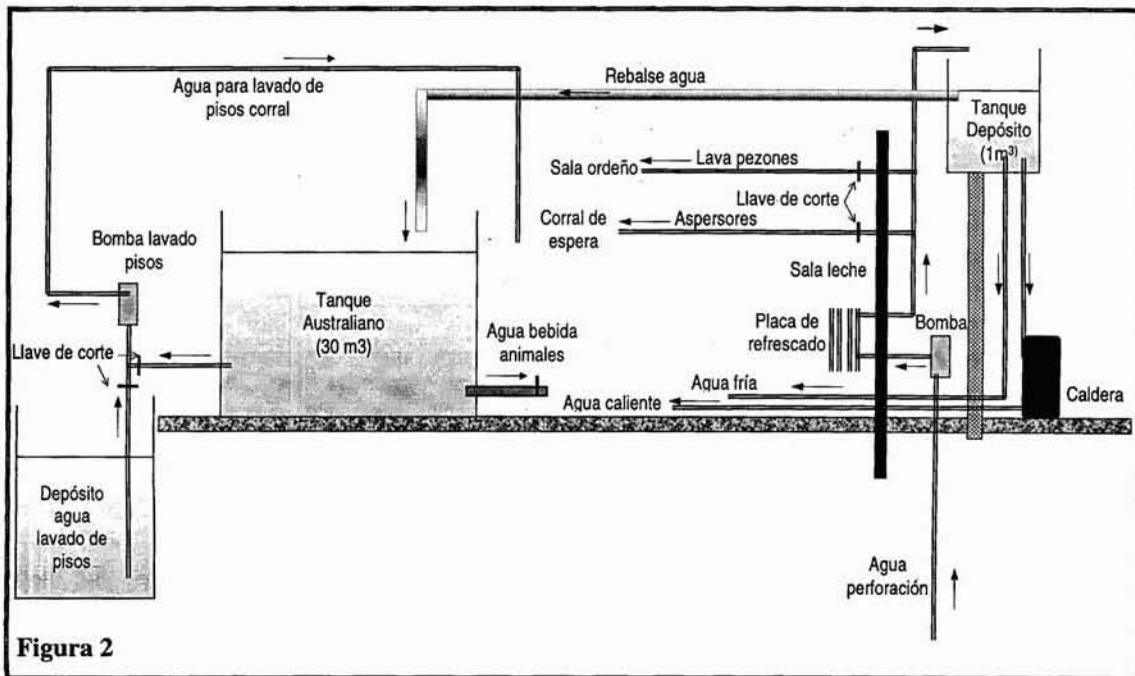 Agua para lavado de
pisos corral
Rebalse agua
Tanque
Depósito
(1m³)
Sala ordeño
Lava pezones
Llave de corte
Corral de
espera
Aspersores
Bomba lavado
pisos
Sala leche
Tanque
Australiano
(30 m3)
Placa de
refrescado
Bomba
Llave de corte
Agua bebida
animales
Agua fría
Agua caliente
Caldera
Depósito
agua
lavado de
pisos
Agua
perforación
Figura 2